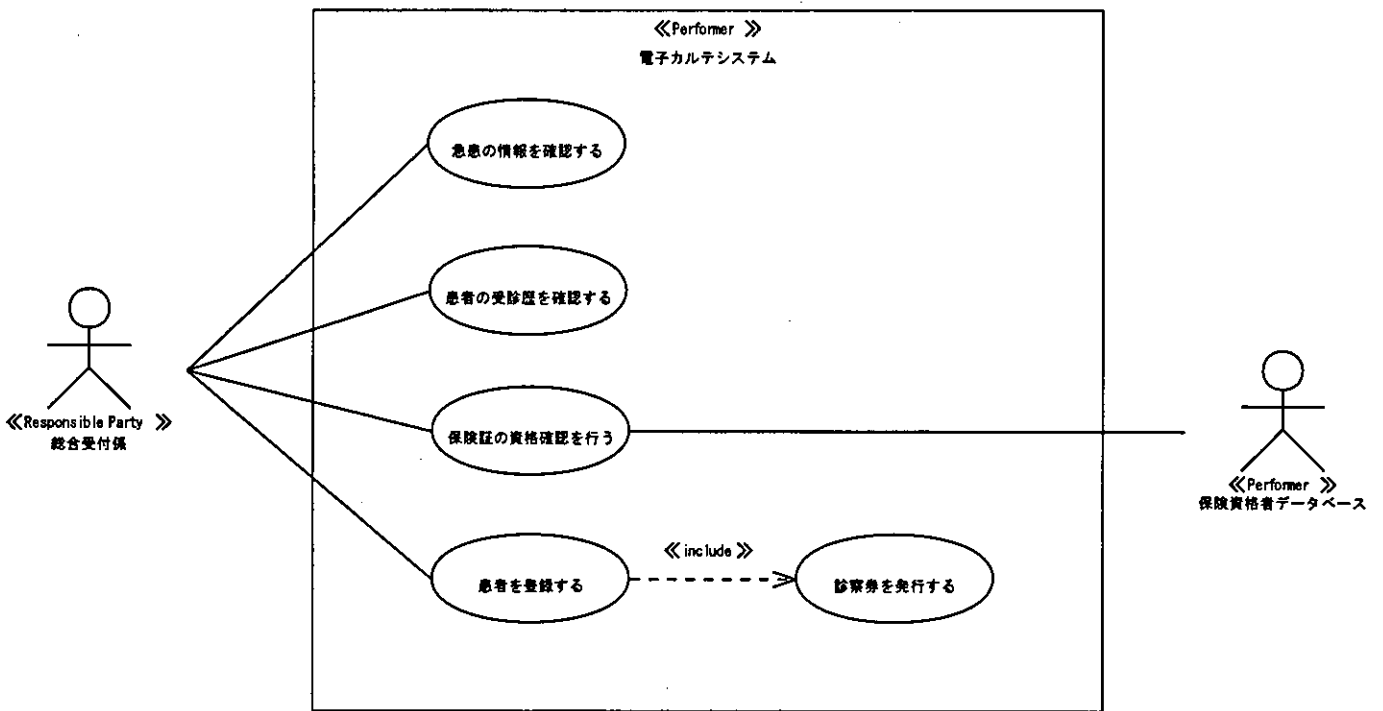 ≪Performer ≫
電子カルテシステム
急患の情報を確認する
患者の受診歴を確認する
≪Responsible Party ≫
総合受付係
保険証の資格確認を行う
≪Performer ≫
保険資格者データベース
≪include≫
患者を登録する
診察券を発行する